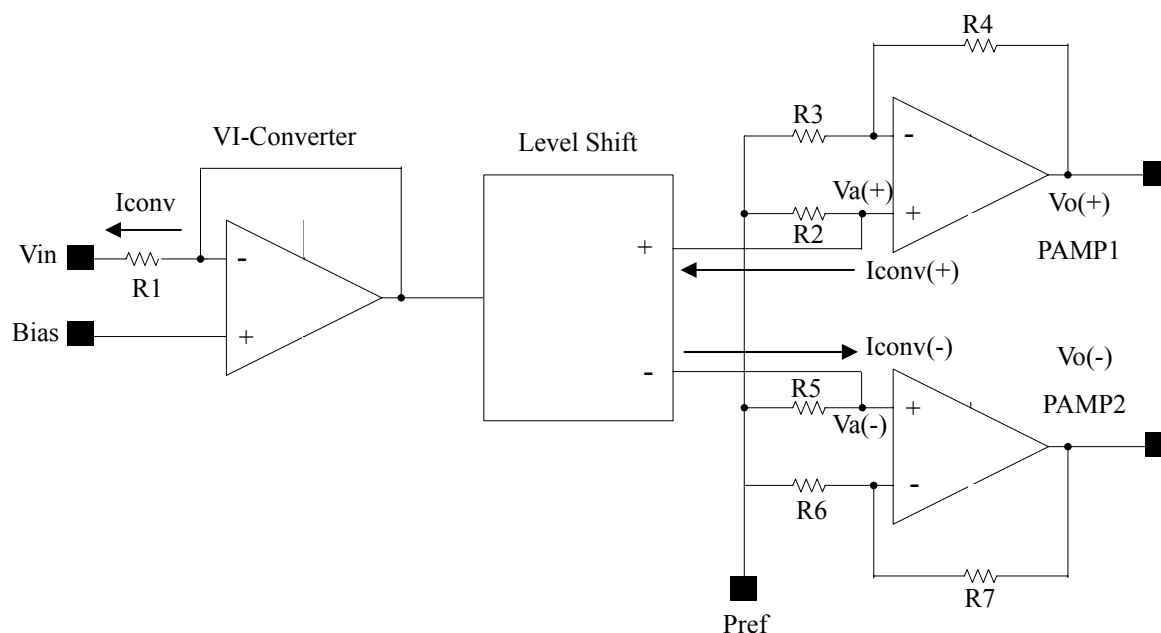 R4
R3
VI-Converter
Level Shift
-
Iconv
Va(+)
Vo(+)
Vin
-
+
R2
+
PAMP1
R1
Iconv(+)
Bias
+
Iconv(-)
Vo(-)
-
R5
+
PAMP2
Va(-)
-
R6
R7
Pref